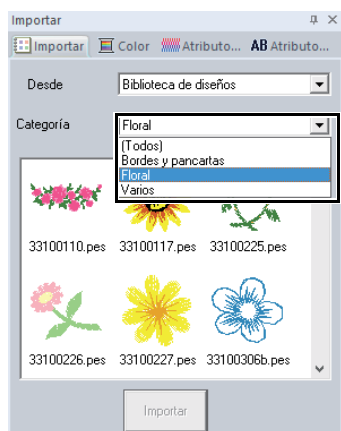 Importar
Importar Color Atributo... AB Atributo...
Desde Biblioteca de diseños
Categoría Floral
(Todos)
Bordes y pancartas
Floral
Varios
33100110.pes 33100117.pes 33100225.pes
33100226.pes 33100227.pes 33100306b.pes
Importar